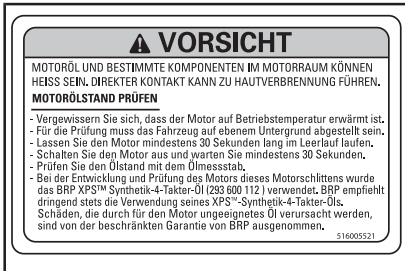 ⚠ VORSICHT
MOTORÖL UND BESTIMMTE KOMPONENTEN IM MOTORRAUM KÖNNEN
HEISS SEIN. DIREKTER KONTAKT KANN ZU HAUTVERBRENNUNG FÜHREN.
MOTORÖLSTAND PRÜFEN
- Vergewissern Sie sich, dass der Motor auf Betriebstemperatur erwärmt ist.
- Für die Prüfung muss das Fahrzeug auf ebenem Untergrund abgestellt sein.
- Lassen Sie den Motor mindestens 30 Sekunden lang im Leerlauf laufen.
- Schalten Sie den Motor aus und warten Sie mindestens 30 Sekunden.
- Prüfen Sie den Ölstand mit dem Ölmessstab.
- Bei der Entwicklung und Prüfung des Motors dieses Motorschlittens wurde
das BRP XPS™ Synthetik-4-Takter-Öl (293 600 112 ) verwendet. BRP empfiehlt
dringend stets die Verwendung seines XPS™-Synthetik-4-Takter-Öls.
Schäden, die durch für den Motor ungeeignetes Öl verursacht werden,
sind von der beschränkten Garantie von BRP ausgenommen.
516005521